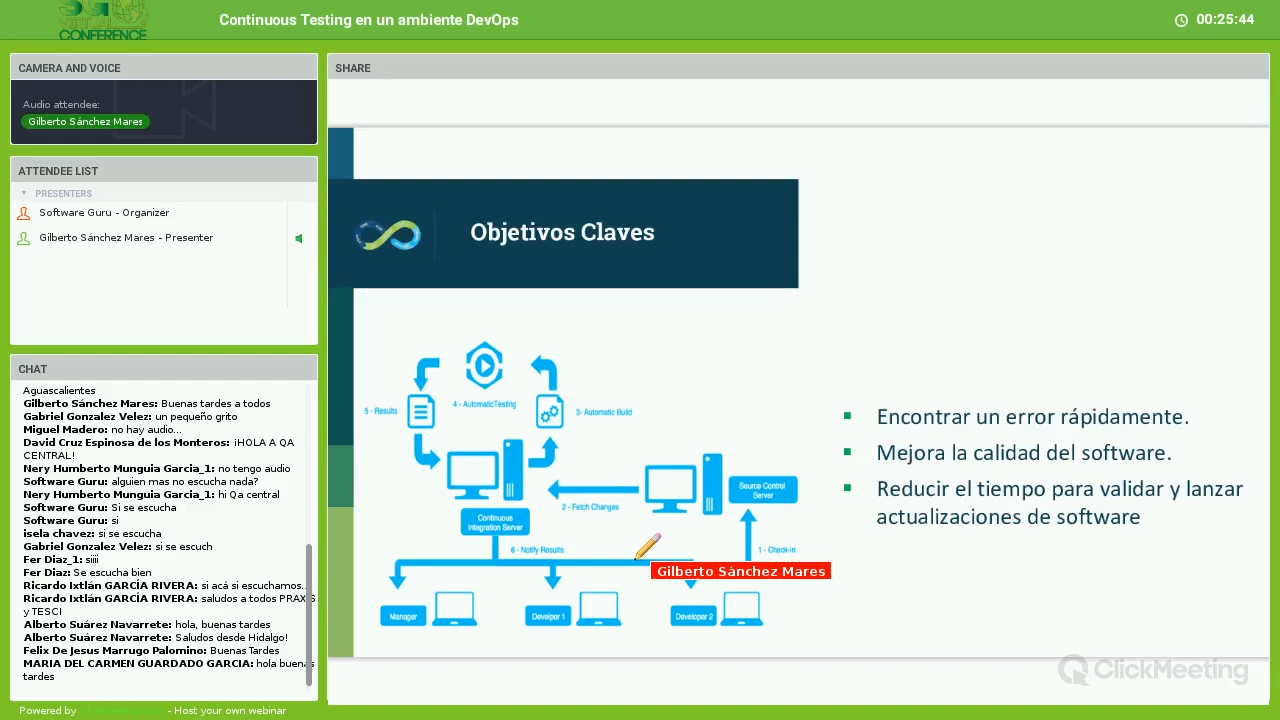 SG VIRTUAL
CONFERENCE
Continuous Testing en un ambiente DevOps
00:25:44
CAMERA AND VOICE
Audio attendee:
Gilberto Sánchez Mares
ATTENDEE LIST
PRESENTERS
Software Guru - Organizer
Gilberto Sánchez Mares - Presenter
CHAT
Aguascalientes
Gilberto Sánchez Mares: Buenas tardes a todos
Gabriel Gonzalez Velez: un pequeño grito
Miguel Madero: no hay audio...
David Cruz Espinosa de los Monteros: ¡HOLA A QA
CENTRAL!
Nery Humberto Munguia Garcia_1: no tengo audio
Software Guru: alguien mas no escucha nada?
Nery Humberto Munguia Garcia_1: hi Qa central
Software Guru: Si se escucha
Software Guru: si
isela chavez: si se escucha
Gabriel Gonzalez Velez: si se escuch
Fer Diaz_1: siiii
Fer Diaz: Se escucha bien
Ricardo Ixtlán GARCÍA RIVERA: si acá si escuchamos...
Ricardo Ixtlán GARCÍA RIVERA: saludos a todos PRAXIS
y TESCI
Alberto Suárez Navarrete: hola, buenas tardes
Alberto Suárez Navarrete: Saludos desde Hidalgo!
Felix De Jesus Marrugo Palomino: Buenas Tardes
MARIA DEL CARMEN GUARDADO GARCIA: hola buenas
tardes
Powered by ClickMeeting - Host your own webinar
SHARE
Objetivos Claves
5 - Results
4 - AutomaticTesting
3- Automatic Build
Continuous
Integration Server
2 - Fetch Changes
Source Control
Server
6 - Notify Results
1 - Check-in
Gilberto Sánchez Mares
Manager
Develper 1
Developer 2
Encontrar un error rápidamente.
Mejora la calidad del software.
Reducir el tiempo para validar y lanzar
actualizaciones de software
ClickMeeting